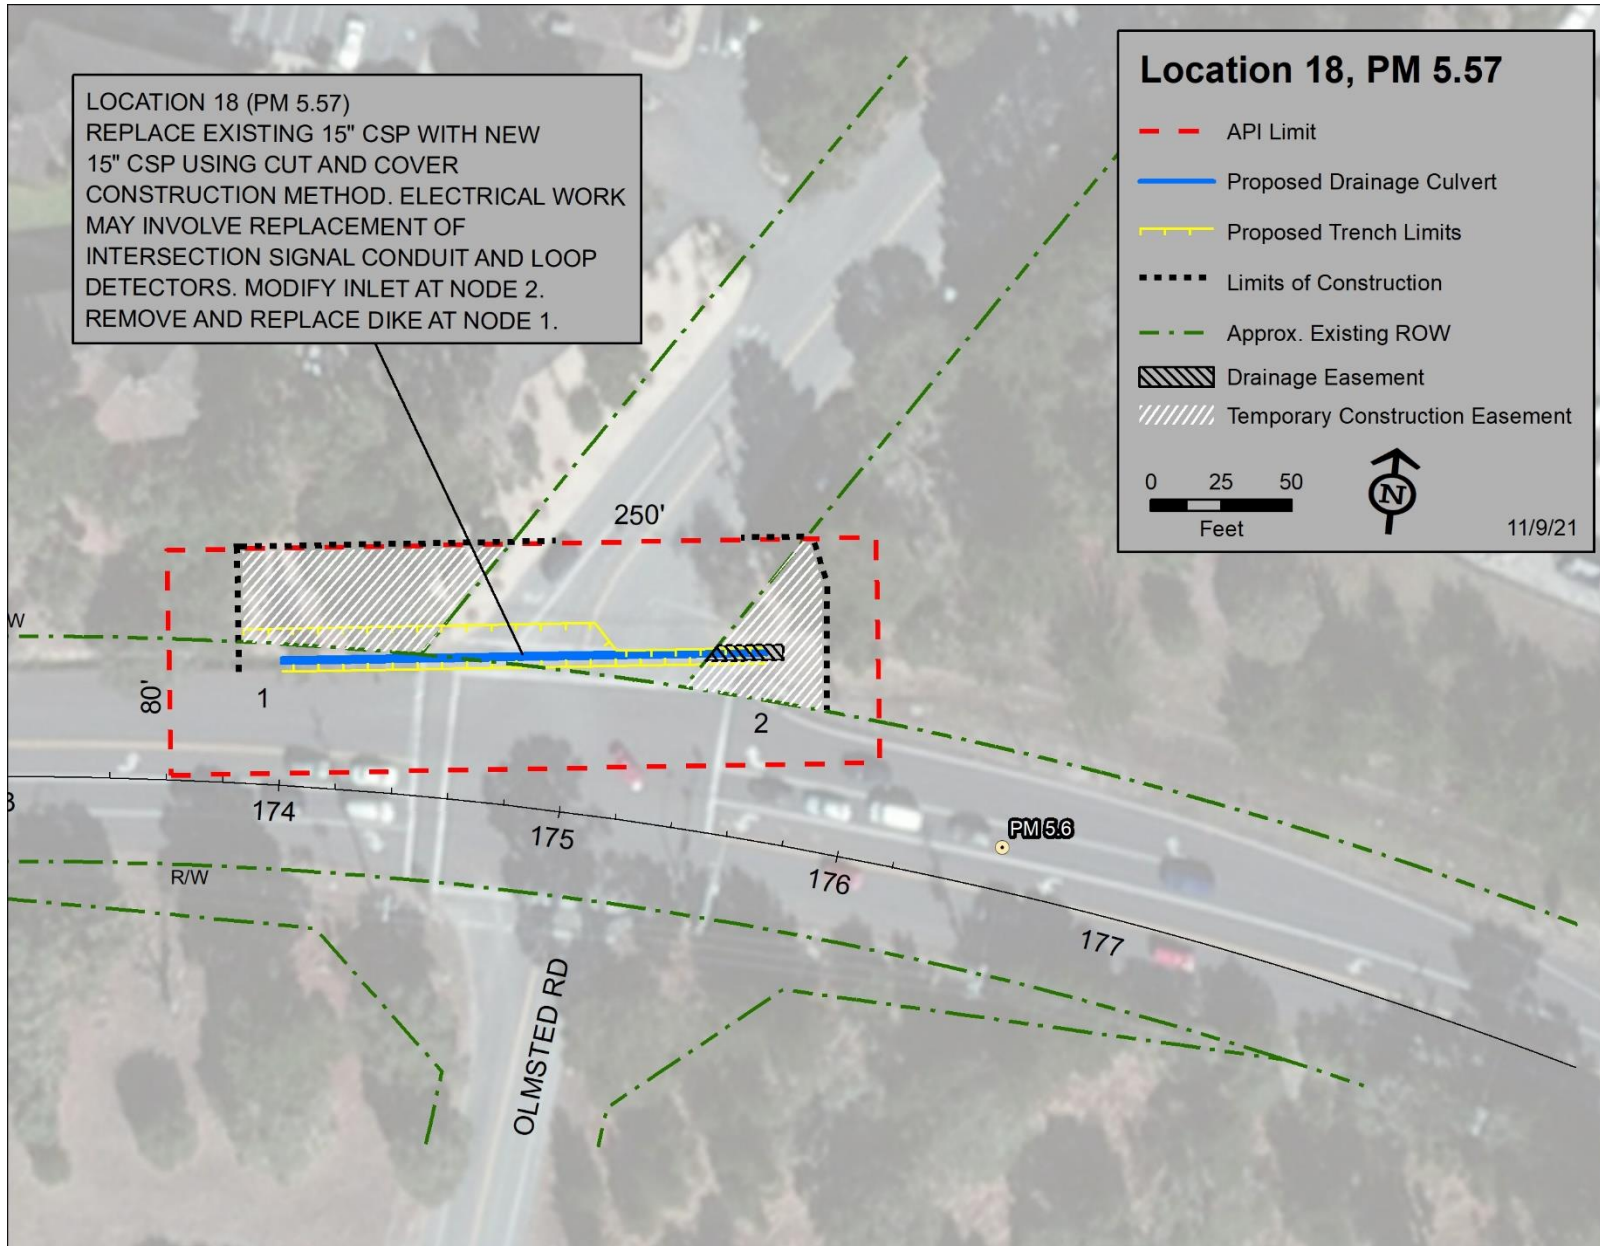 LOCATION 18 (PM 5.57)
REPLACE EXISTING 15" CSP WITH NEW
15" CSP USING CUT AND COVER
CONSTRUCTION METHOD. ELECTRICAL WORK
MAY INVOLVE REPLACEMENT OF
INTERSECTION SIGNAL CONDUIT AND LOOP
DETECTORS. MODIFY INLET AT NODE 2.
REMOVE AND REPLACE DIKE AT NODE 1.
Location 18, PM 5.57
API Limit
Proposed Drainage Culvert
Proposed Trench Limits
Limits of Construction
Approx. Existing ROW
Drainage Easement
Temporary Construction Easement
0 25 50
Feet
N
11/9/21
250'
W
80'
1
2
3
174
175
176
177
PM 5.6
R/W
OLMSTED RD